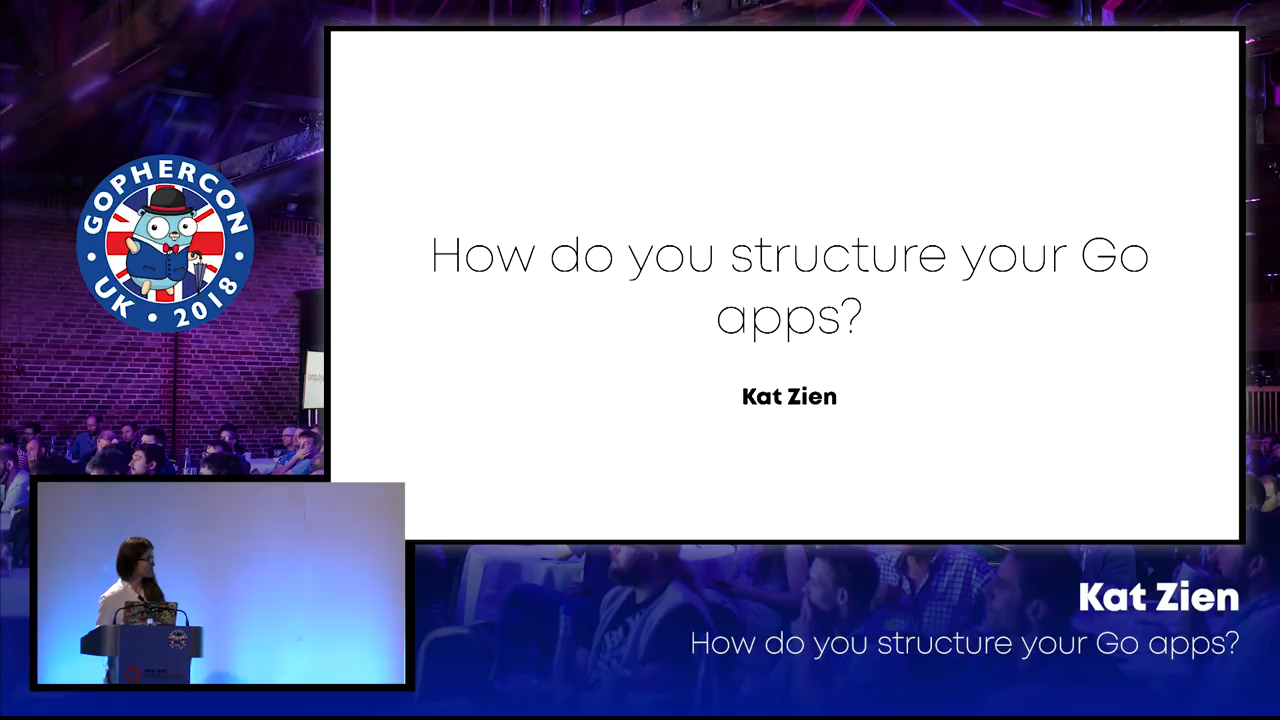 GOPHERCON
UK • 2018
How do you structure your Go
apps?
Kat Zien
Kat Zien
How do you structure your Go apps?